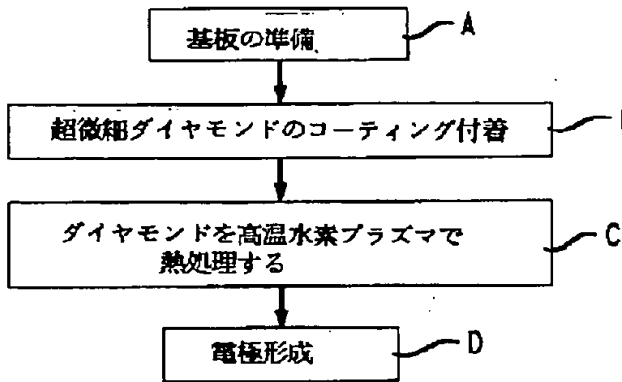 基板の準備
A
超微細ダイヤモンドのコーティング付着
ダイヤモンドを高温水素プラズマで
熱処理する
C
電極形成
D